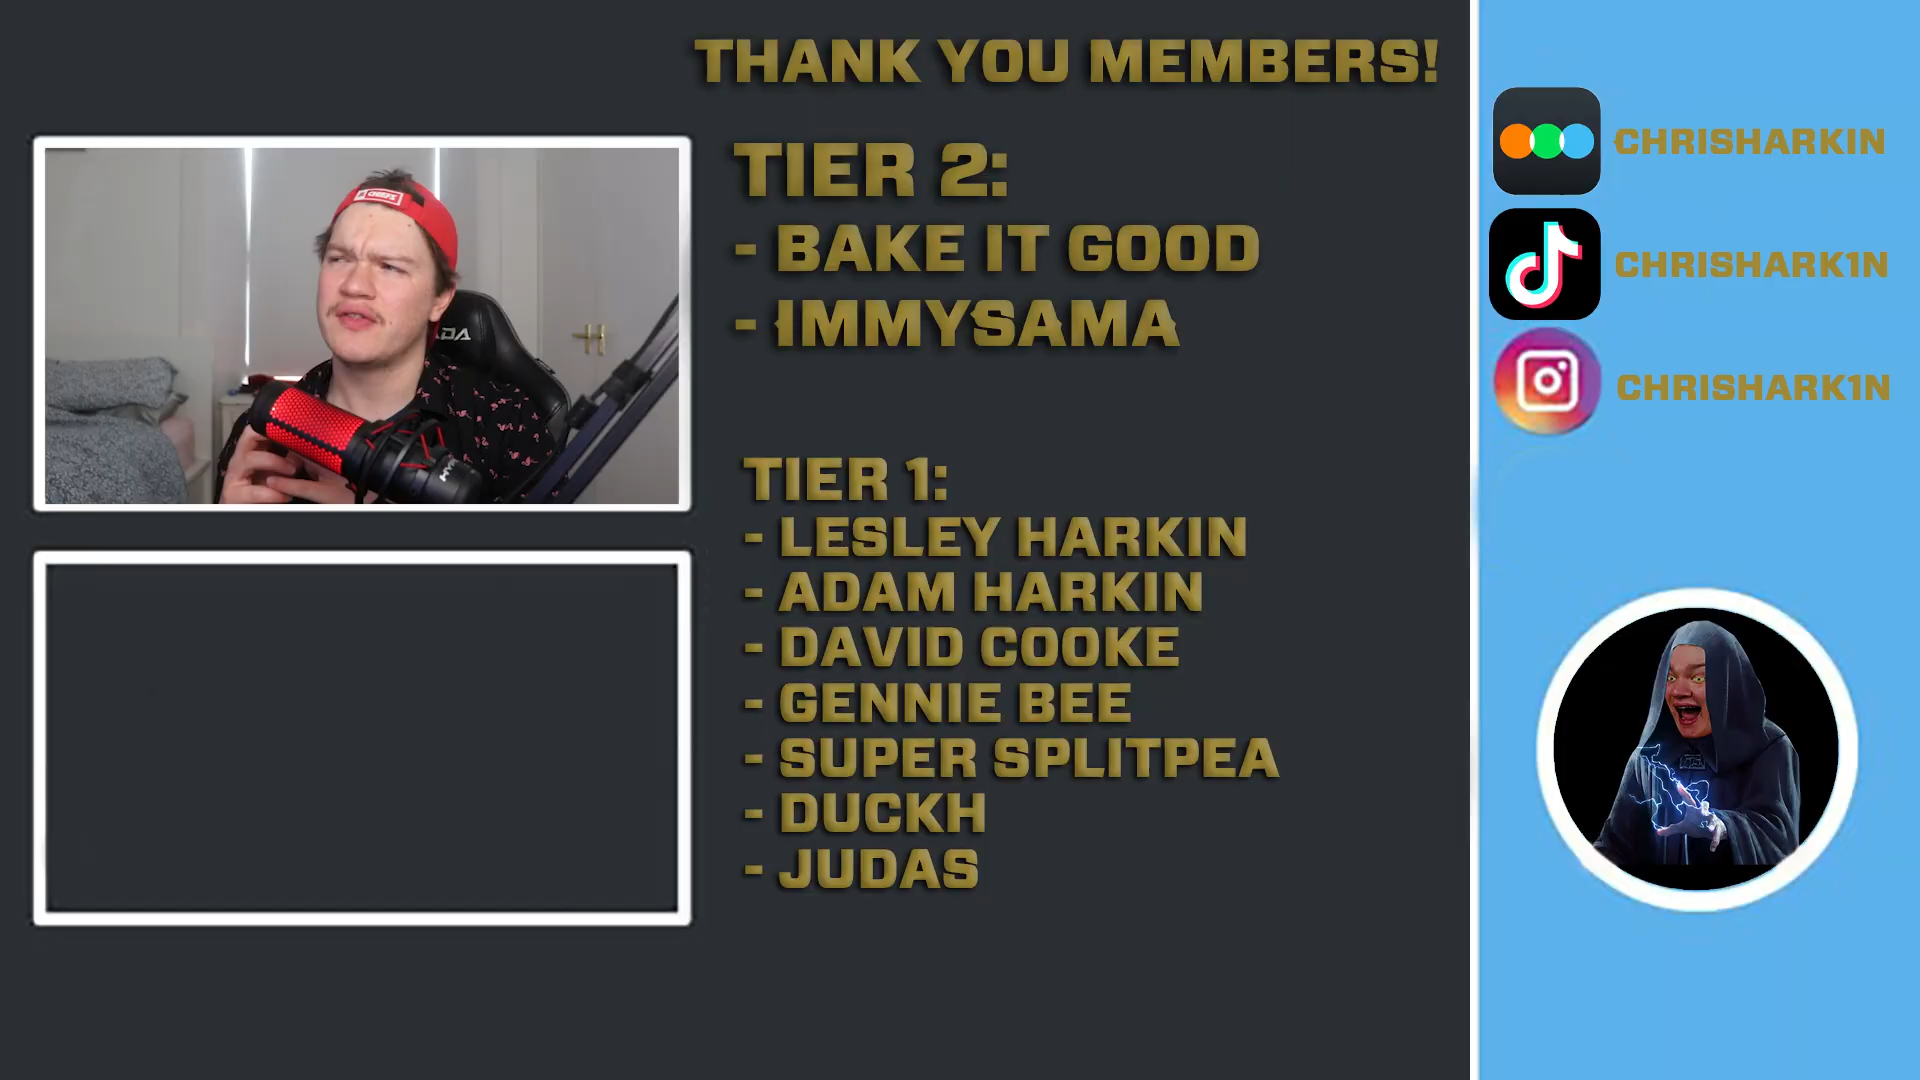 THANK YOU MEMBERS!
TIER 2:
- BAKE IT GOOD
- IMMYSAMA
TIER 1:
- LESLEY HARKIN
- ADAM HARKIN
- DAVID COOKE
- GENNIE BEE
- SUPER SPLITPEA
- DUCKH
- JUDAS
CHRISHARKIN
CHRISHARK1N
CHRISHARK1N